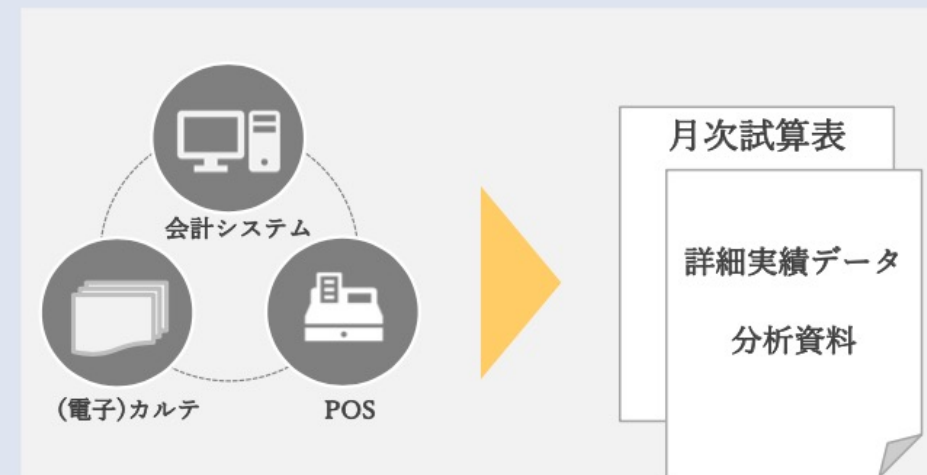 会計システム
(電子)カルテ
POS
月次試算表
詳細実績データ
分析資料